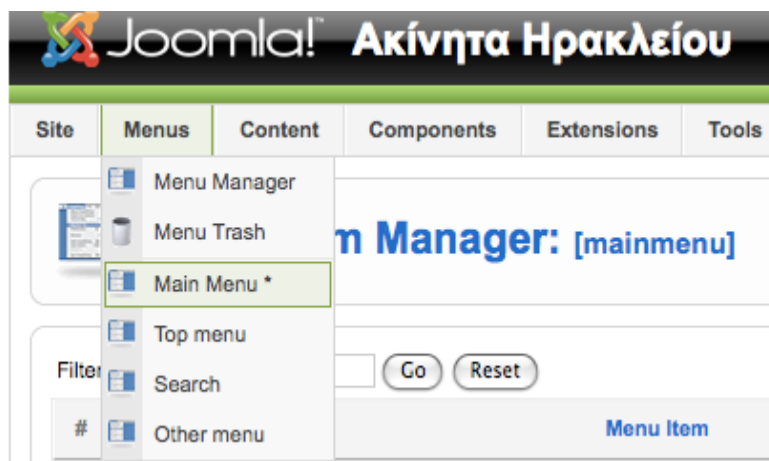 Joomla!™ Ακίνητα Ηρακλείου
Site Menus Content Components Extensions Tools
Menu Manager
Menu Trash
m Manager: [mainmenu]
Main Menu *
Top menu
Filter Go Reset
Search
# Menu Item
Other menu